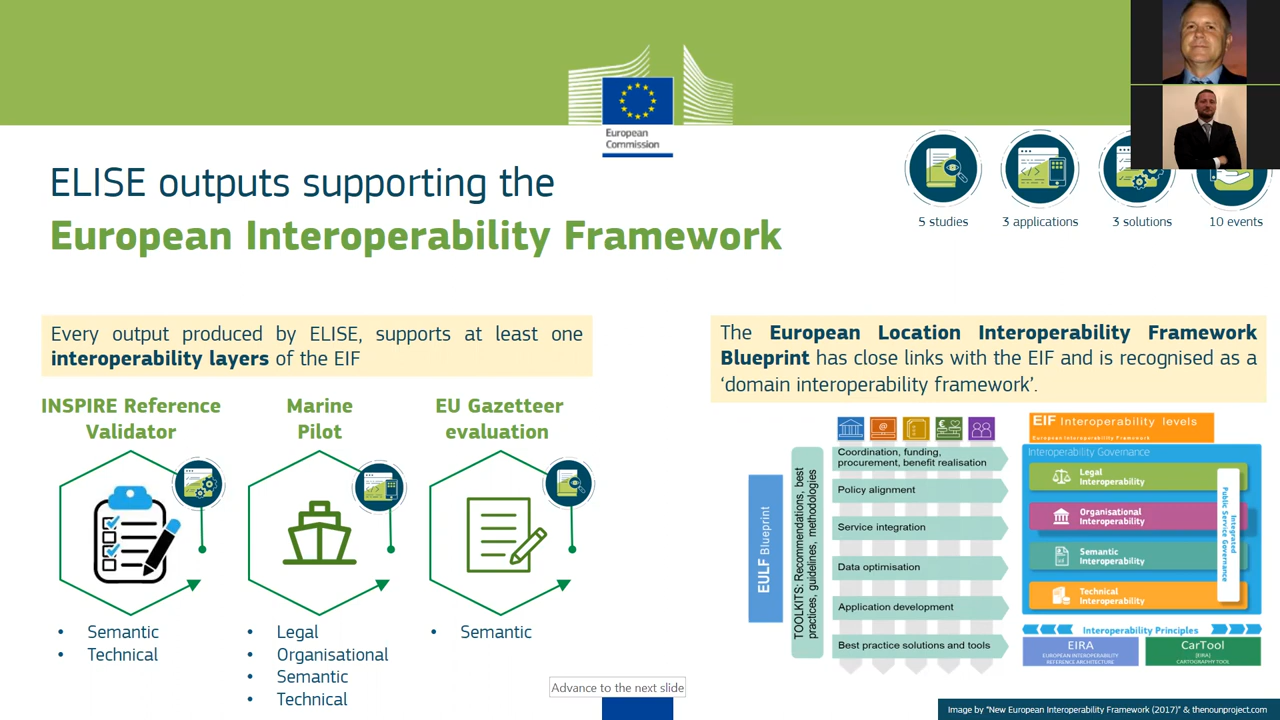 European
Commission
ELISE outputs supporting the
European Interoperability Framework
5 studies
3 applications
3 solutions
10 events
Every output produced by ELISE, supports at least one
interoperability layers of the EIF
The European Location Interoperability Framework
Blueprint has close links with the EIF and is recognised as a
‘domain interoperability framework’.
INSPIRE Reference
Validator
Semantic
Technical
Marine
Pilot
Legal
Organisational
Semantic
Technical
EU Gazetteer
evaluation
Semantic
EULF Blueprint
TOOLKITS: Recommendations, best
practices, guidelines, methodologies
Coordination, funding,
procurement, benefit realisation
Policy alignment
Service integration
Data optimisation
Application development
Best practice solutions and tools
EIF Interoperability levels
European Interoperability Framework
Interoperability Governance
Legal
Interoperability
Organisational
Interoperability
Semantic
Interoperability
Technical
Interoperability
Integrated
Public Service Governance
Interoperability Principles
EIRA
EUROPEAN INTEROPERABILITY
REFERENCE ARCHITECTURE
CarTool
(EIRA)
CARTOGRAPHY TOOL
Advance to the next slide
Image by “New European Interoperability Framework (2017)” & thenounproject.com